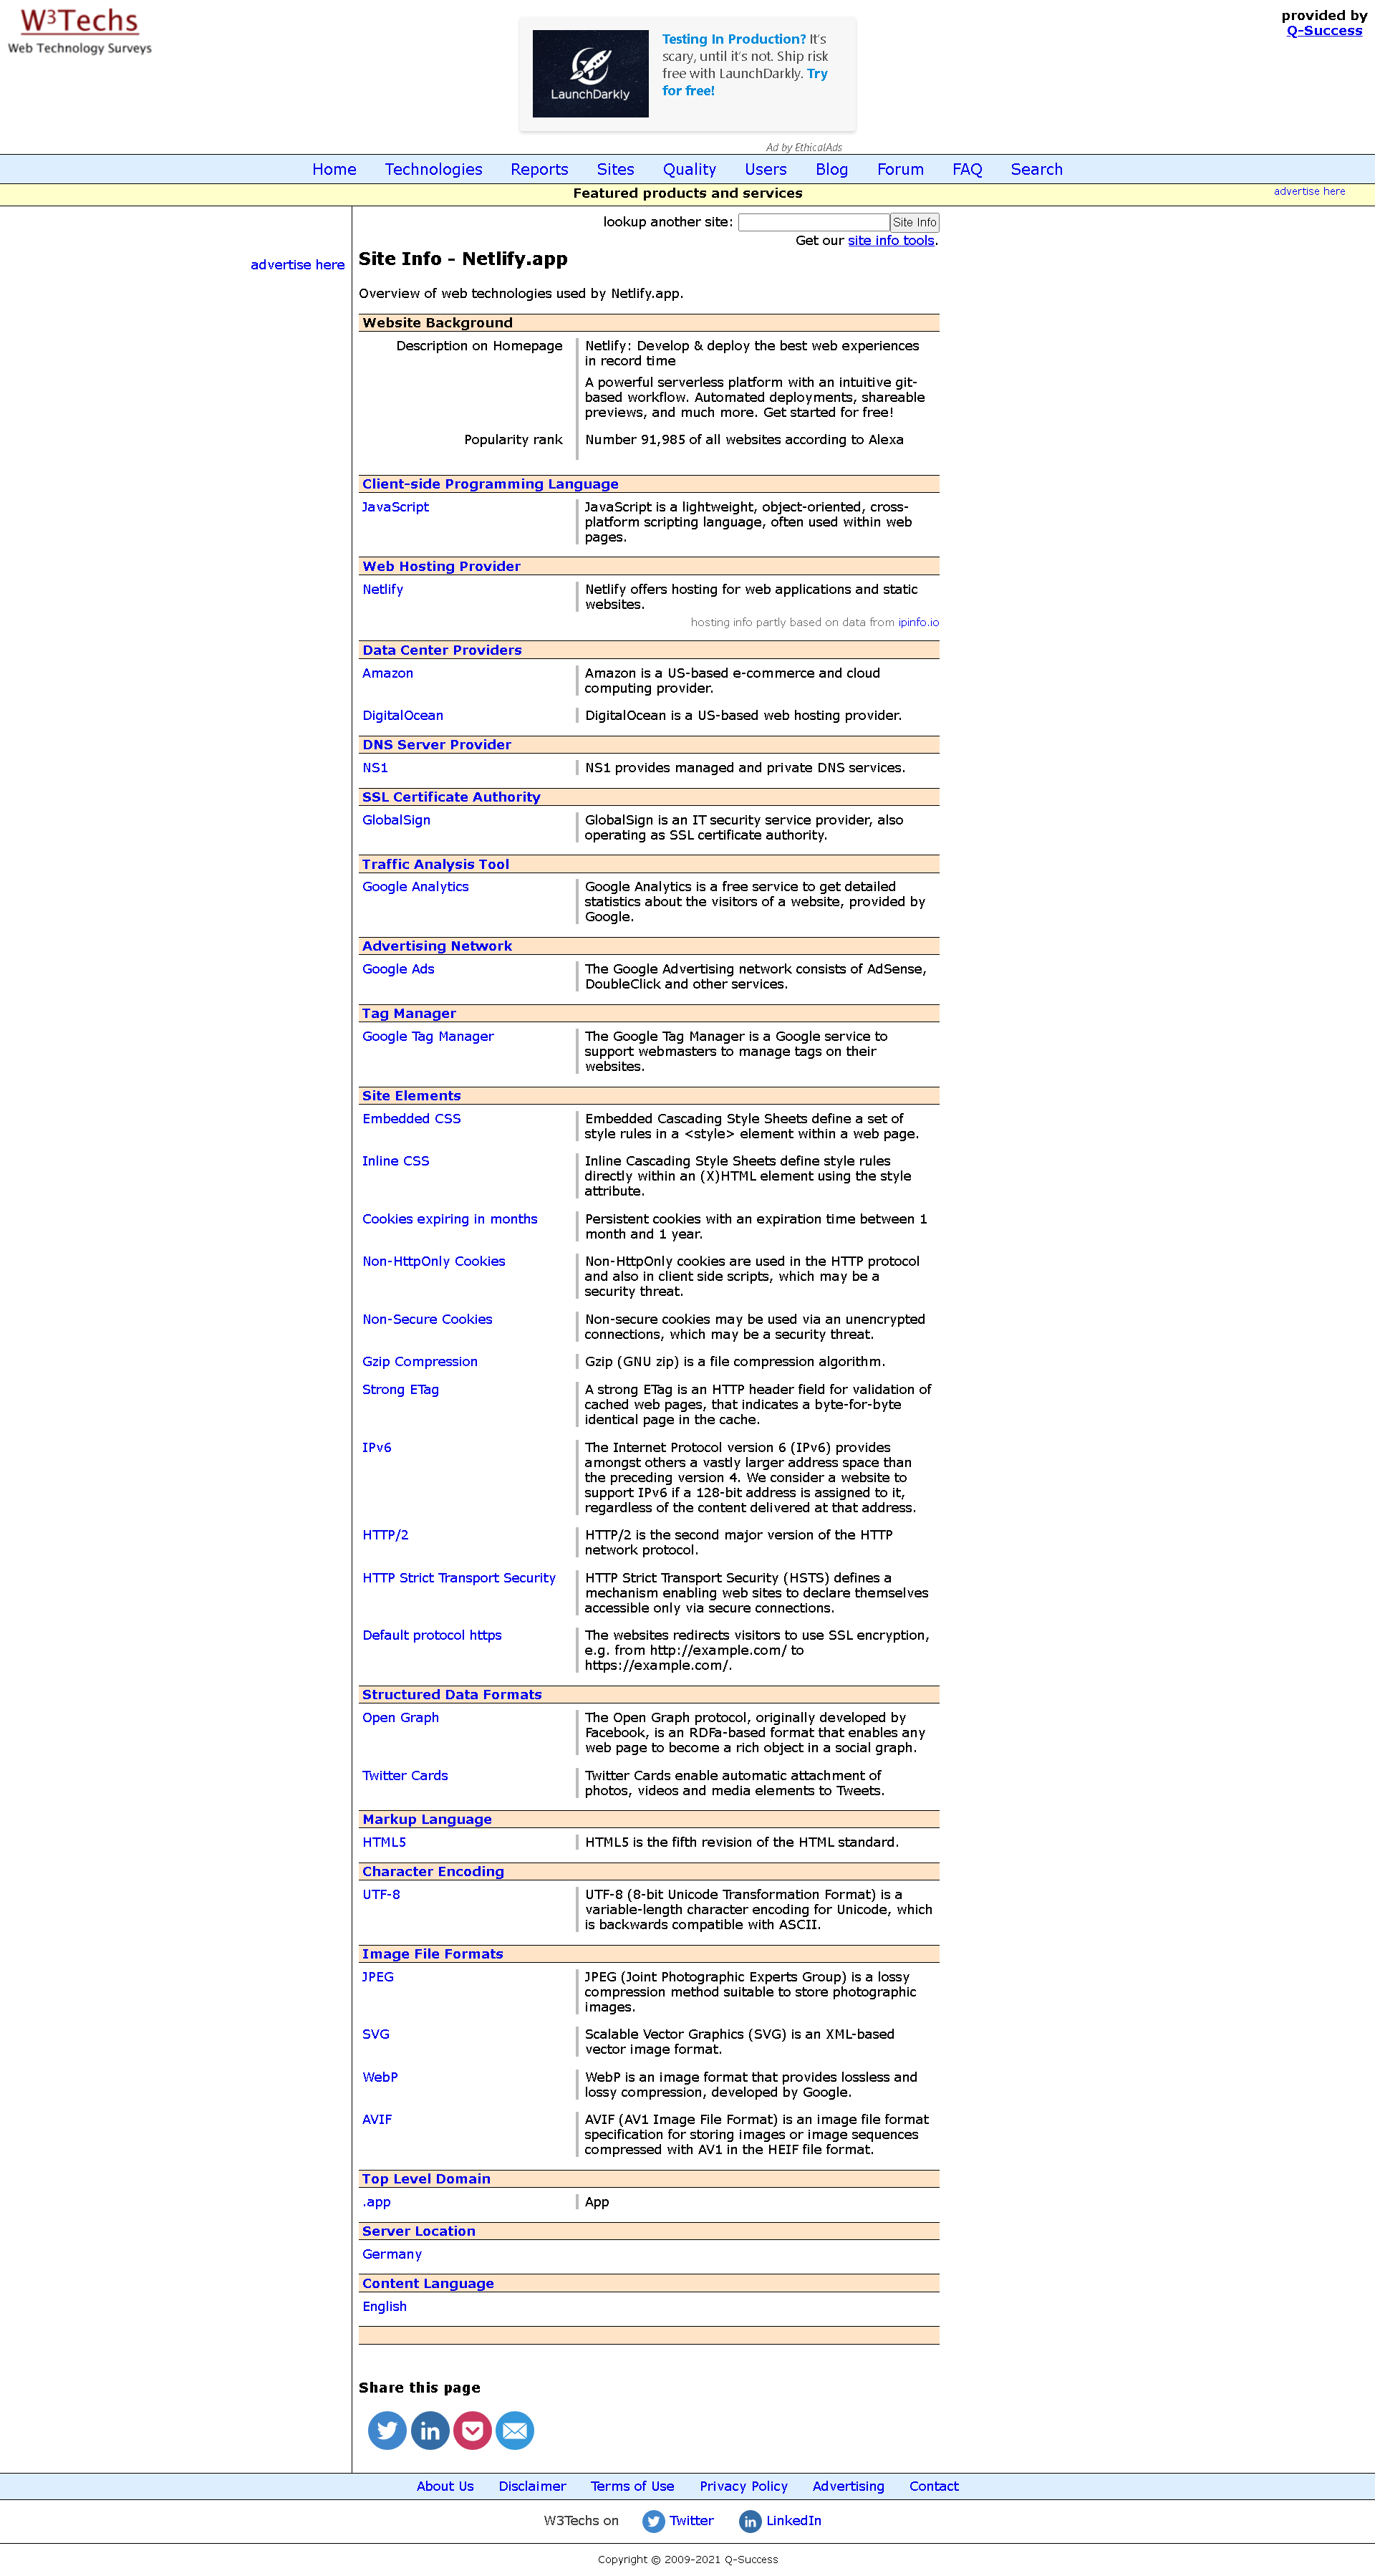 W3Techs
Web Technology Surveys
provided by
Q-Success
LaunchDarkly
Testing In Production? It's
scary, until it's not. Ship risk
free with LaunchDarkly. Try
for free!
Ad by EthicalAds
Home Technologies Reports Sites Quality Users Blog Forum FAQ Search
Featured products and services
advertise here
advertise here
lookup another site: Site Info
Get our site info tools.
Site Info - Netlify.app
Overview of web technologies used by Netlify.app.
Website Background
Description on Homepage
Netlify: Develop & deploy the best web experiences
in record time
A powerful serverless platform with an intuitive git-
based workflow. Automated deployments, shareable
previews, and much more. Get started for free!
Popularity rank
Number 91,985 of all websites according to Alexa
Client-side Programming Language
JavaScript
JavaScript is a lightweight, object-oriented, cross-
platform scripting language, often used within web
pages.
Web Hosting Provider
Netlify
Netlify offers hosting for web applications and static
websites.
hosting info partly based on data from ipinfo.io
Data Center Providers
Amazon
Amazon is a US-based e-commerce and cloud
computing provider.
DigitalOcean
DigitalOcean is a US-based web hosting provider.
DNS Server Provider
NS1
NS1 provides managed and private DNS services.
SSL Certificate Authority
GlobalSign
GlobalSign is an IT security service provider, also
operating as SSL certificate authority.
Traffic Analysis Tool
Google Analytics
Google Analytics is a free service to get detailed
statistics about the visitors of a website, provided by
Google.
Advertising Network
Google Ads
The Google Advertising network consists of AdSense,
DoubleClick and other services.
Tag Manager
Google Tag Manager
The Google Tag Manager is a Google service to
support webmasters to manage tags on their
websites.
Site Elements
Embedded CSS
Embedded Cascading Style Sheets define a set of
style rules in a <style> element within a web page.
Inline CSS
Inline Cascading Style Sheets define style rules
directly within an (X)HTML element using the style
attribute.
Cookies expiring in months
Persistent cookies with an expiration time between 1
month and 1 year.
Non-HttpOnly Cookies
Non-HttpOnly cookies are used in the HTTP protocol
and also in client side scripts, which may be a
security threat.
Non-Secure Cookies
Non-secure cookies may be used via an unencrypted
connections, which may be a security threat.
Gzip Compression
Gzip (GNU zip) is a file compression algorithm.
Strong ETag
A strong ETag is an HTTP header field for validation of
cached web pages, that indicates a byte-for-byte
identical page in the cache.
IPv6
The Internet Protocol version 6 (IPv6) provides
amongst others a vastly larger address space than
the preceding version 4. We consider a website to
support IPv6 if a 128-bit address is assigned to it,
regardless of the content delivered at that address.
HTTP/2
HTTP/2 is the second major version of the HTTP
network protocol.
HTTP Strict Transport Security
HTTP Strict Transport Security (HSTS) defines a
mechanism enabling web sites to declare themselves
accessible only via secure connections.
Default protocol https
The websites redirects visitors to use SSL encryption,
e.g. from http://example.com/ to
https://example.com/.
Structured Data Formats
Open Graph
The Open Graph protocol, originally developed by
Facebook, is an RDFa-based format that enables any
web page to become a rich object in a social graph.
Twitter Cards
Twitter Cards enable automatic attachment of
photos, videos and media elements to Tweets.
Markup Language
HTML5
HTML5 is the fifth revision of the HTML standard.
Character Encoding
UTF-8
UTF-8 (8-bit Unicode Transformation Format) is a
variable-length character encoding for Unicode, which
is backwards compatible with ASCII.
Image File Formats
JPEG
JPEG (Joint Photographic Experts Group) is a lossy
compression method suitable to store photographic
images.
SVG
Scalable Vector Graphics (SVG) is an XML-based
vector image format.
WebP
WebP is an image format that provides lossless and
lossy compression, developed by Google.
AVIF
AVIF (AV1 Image File Format) is an image file format
specification for storing images or image sequences
compressed with AV1 in the HEIF file format.
Top Level Domain
.app
App
Server Location
Germany
Content Language
English
Share this page
About Us Disclaimer Terms of Use Privacy Policy Advertising Contact
W3Techs on Twitter LinkedIn
Copyright © 2009-2021 Q-Success